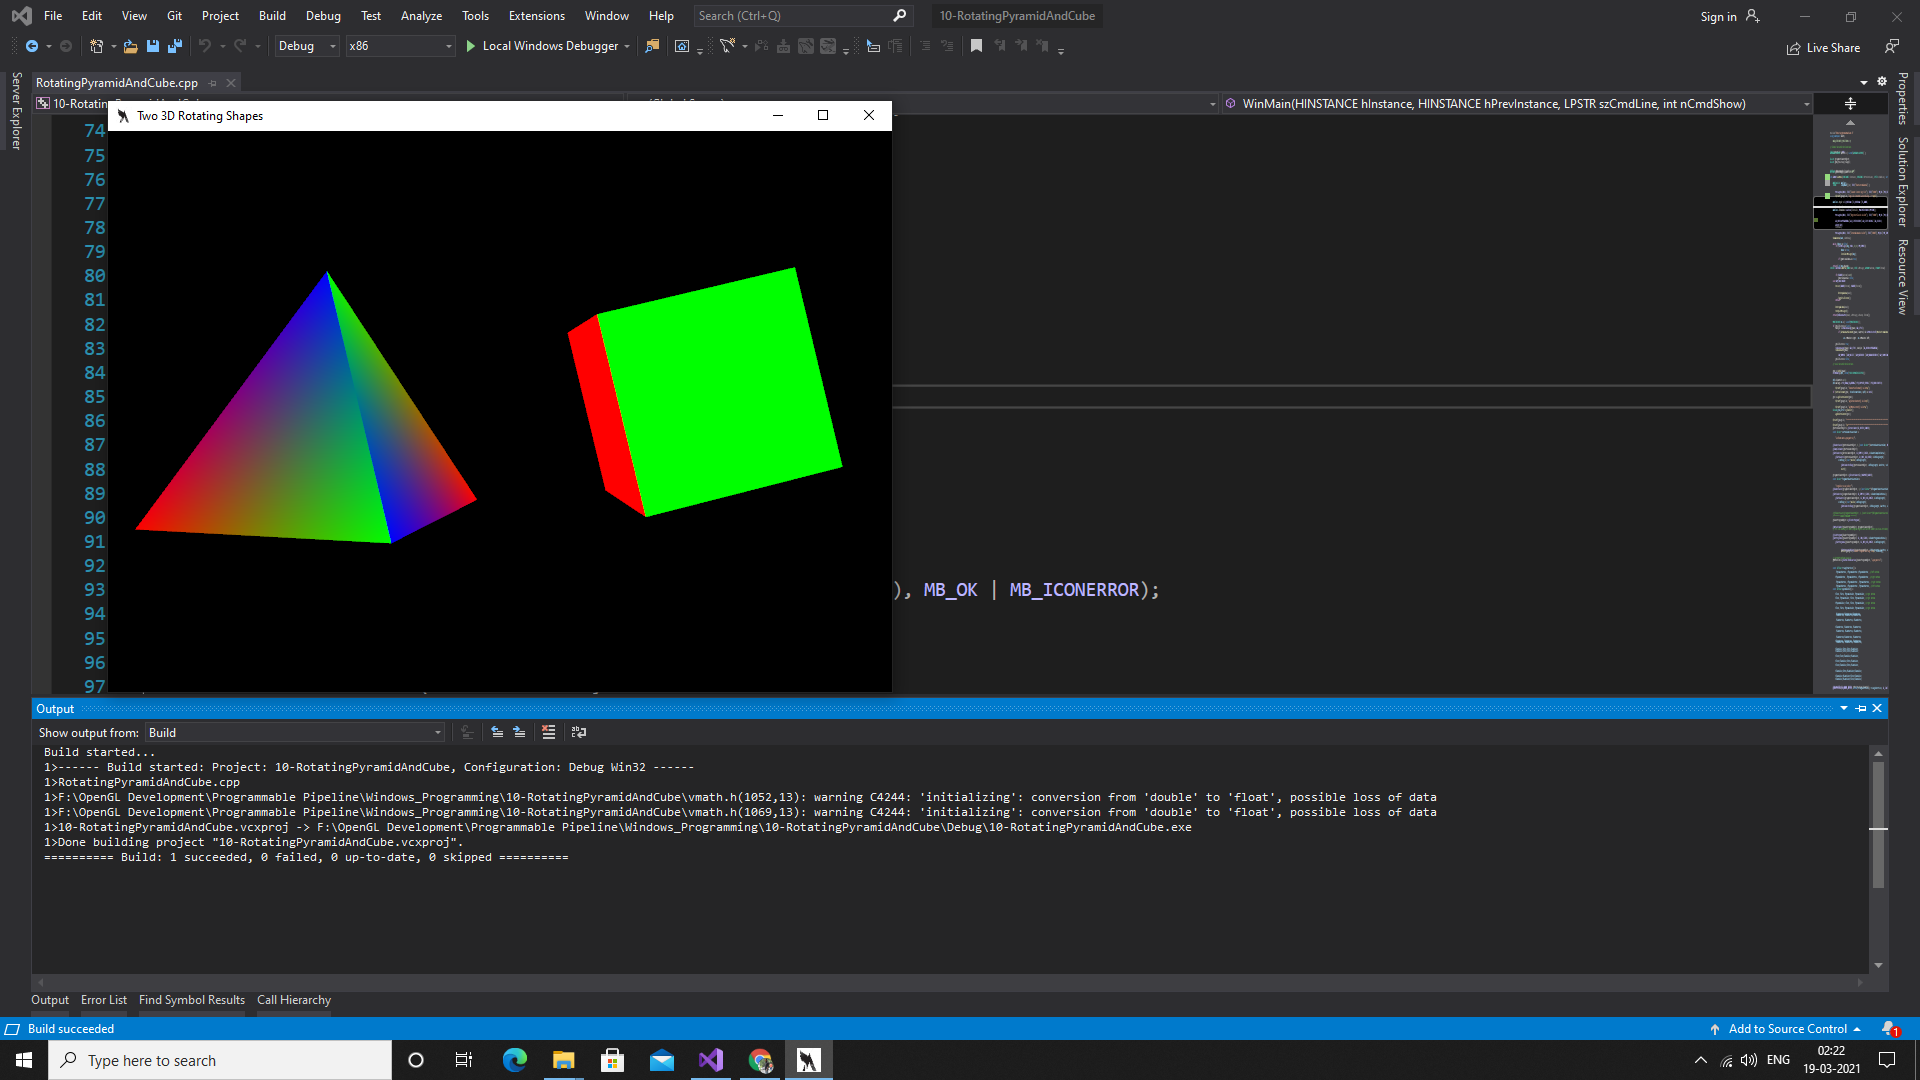 File Edit View Git Project Build Debug Test Analyze Tools Extensions Window Help Search (Ctrl+Q) 10-RotatingPyramidAndCube Sign in
Debug x86 Local Windows Debugger Live Share
Server Explorer
RotatingPyramidAndCube.cpp
10-Rotatin WinMain(HINSTANCE hInstance, HINSTANCE hPrevInstance, LPSTR szCmdLine, int nCmdShow)
Two 3D Rotating Shapes
Properties
Solution Explorer
Resource View
74
75
76
77
78
79
80
81
82
83
84
85
86
87
88
89
90
91
92
93 ), MB_OK | MB_ICONERROR);
94
95
96
97
Output
Show output from: Build
Build started...
1>------ Build started: Project: 10-RotatingPyramidAndCube, Configuration: Debug Win32 ------
1>RotatingPyramidAndCube.cpp
1>F:\OpenGL Development\Programmable Pipeline\Windows_Programming\10-RotatingPyramidAndCube\vmath.h(1052,13): warning C4244: 'initializing': conversion from 'double' to 'float', possible loss of data
1>F:\OpenGL Development\Programmable Pipeline\Windows_Programming\10-RotatingPyramidAndCube\vmath.h(1069,13): warning C4244: 'initializing': conversion from 'double' to 'float', possible loss of data
1>10-RotatingPyramidAndCube.vcxproj -> F:\OpenGL Development\Programmable Pipeline\Windows_Programming\10-RotatingPyramidAndCube\Debug\10-RotatingPyramidAndCube.exe
1>Done building project "10-RotatingPyramidAndCube.vcxproj".
========== Build: 1 succeeded, 0 failed, 0 up-to-date, 0 skipped ==========
Output Error List Find Symbol Results Call Hierarchy
Build succeeded Add to Source Control 1
Type here to search ENG 02:22
19-03-2021